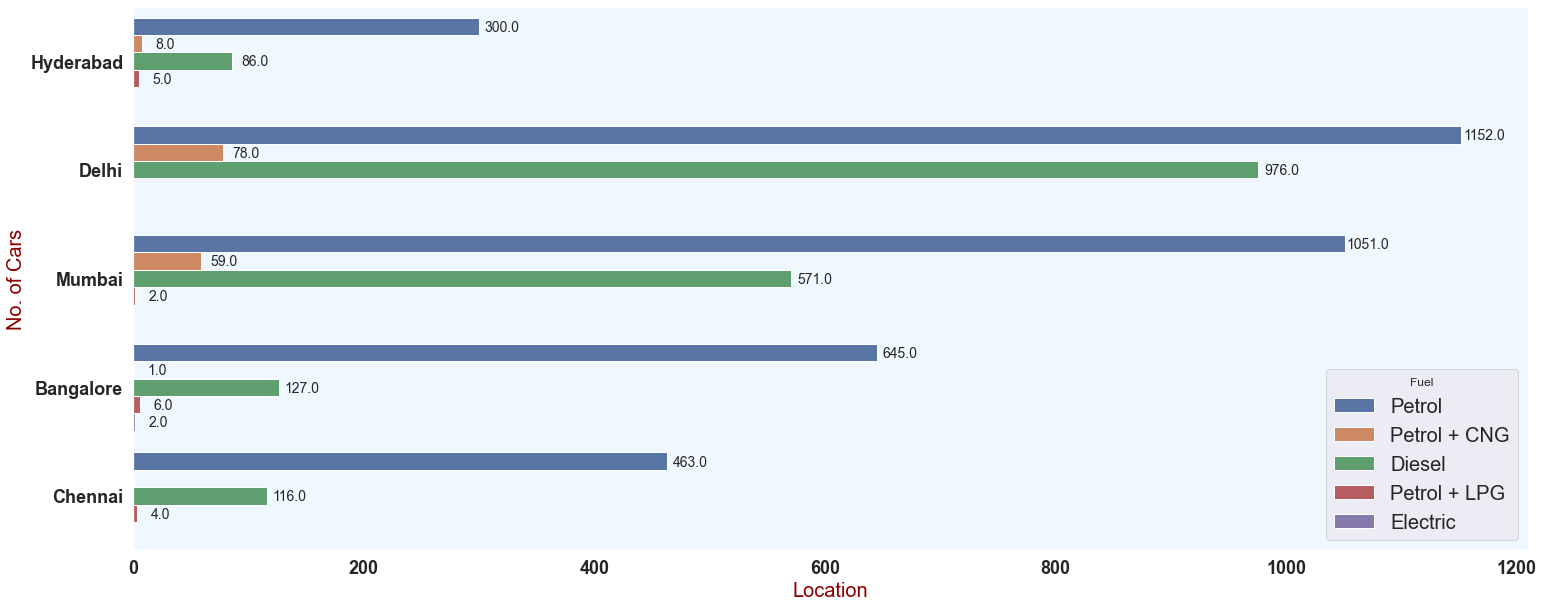 300.0
8.0
Hyderabad
86.0
5.0
1152.0
78.0
Delhi
976.0
1051.0
59.0
Mumbai
571.0
2.0
No. of Cars
645.0
1.0
Bangalore
127.0
6.0
2.0
463.0
Chennai
116.0
4.0
Fuel
Petrol
Petrol + CNG
Diesel
Petrol + LPG
Electric
0 200 400 600 800 1000 1200
Location